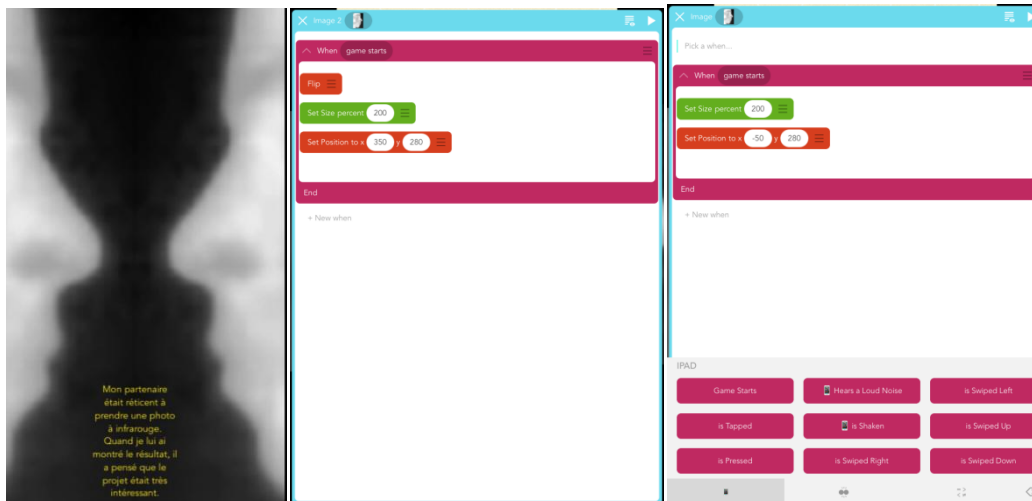 Mon partenaire
était réticent à
prendre une photo
à infrarouge.
Quand je lui ai
montré le résultat, il
a pensé que le
projet était très
intéressant.
Image 2
When game starts
Flip
Set Size percent 200
Set Position to x 350 y 280
End
+ New when
Image
Pick a when...
When game starts
Set Size percent 200
Set Position to x -50 y 280
End
+ New when
IPAD
Game Starts
Hears a Loud Noise
is Swiped Left
is Tapped
is Shaken
is Swiped Up
is Pressed
is Swiped Right
is Swiped Down